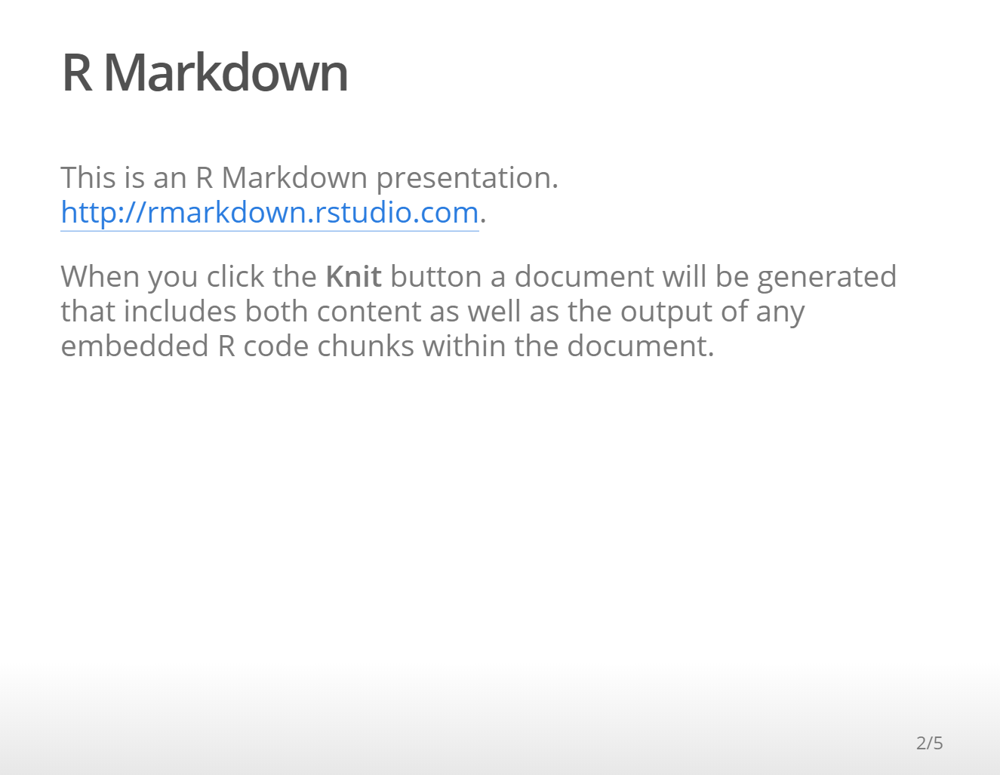 R Markdown
This is an R Markdown presentation.
http://rmarkdown.rstudio.com.
When you click the Knit button a document will be generated
that includes both content as well as the output of any
embedded R code chunks within the document.
2/5